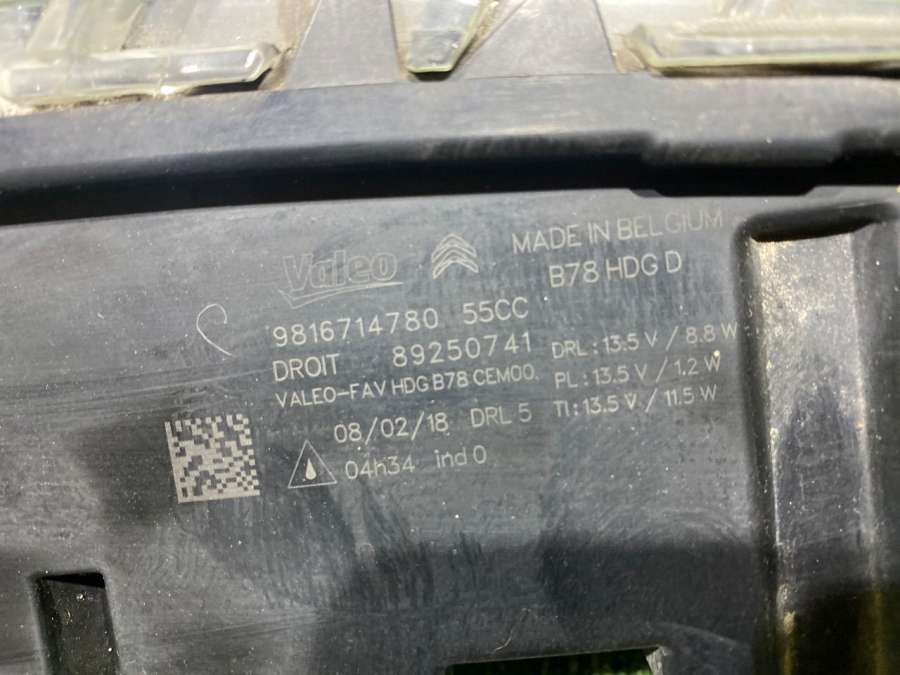 Valeo MADE IN BELGIUM
B78 HDG D
9816714780 55CC
DROIT 89250741 DRL : 13.5 V / 8.8 W
VALEO-FAV HDG B78 CEM00. PL : 13.5 V / 1.2 W
08/02/18 DRL 5 TI : 13.5 V / 11.5 W
04h34 ind 0